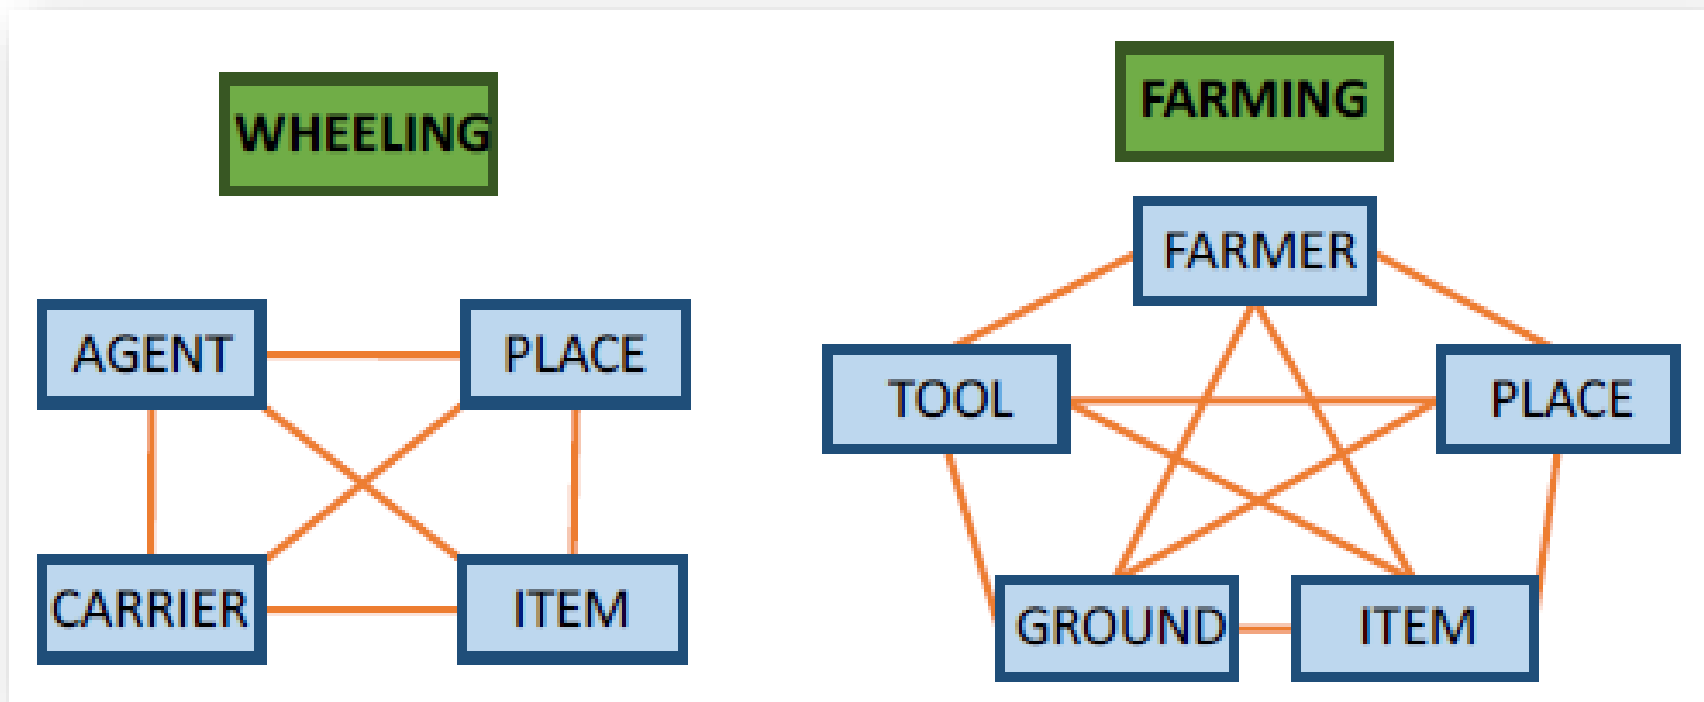 WHEELING
AGENT
PLACE
CARRIER
ITEM
FARMING
FARMER
TOOL
PLACE
GROUND
ITEM